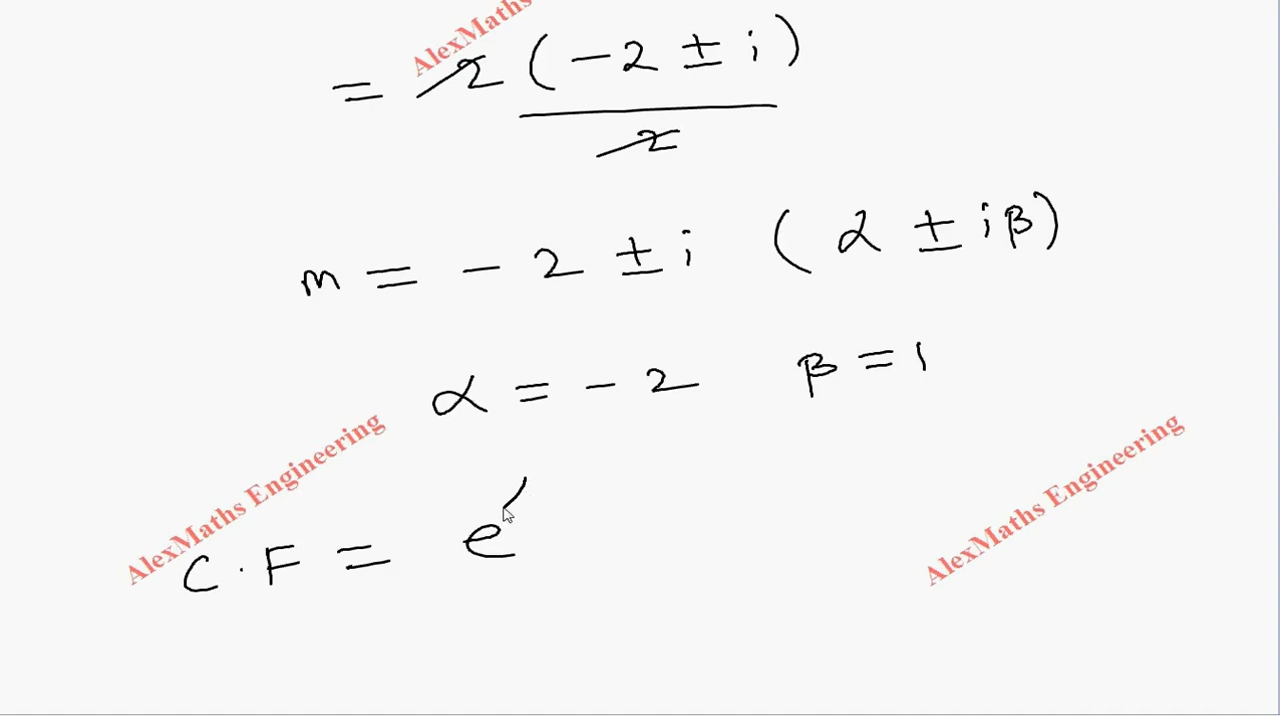 AlexMaths
= 2 (-2 ± i)
2
m = -2 ± i (α ± iβ)
α = -2 β = 1
AlexMaths Engineering
AlexMaths Engineering
C.F = e